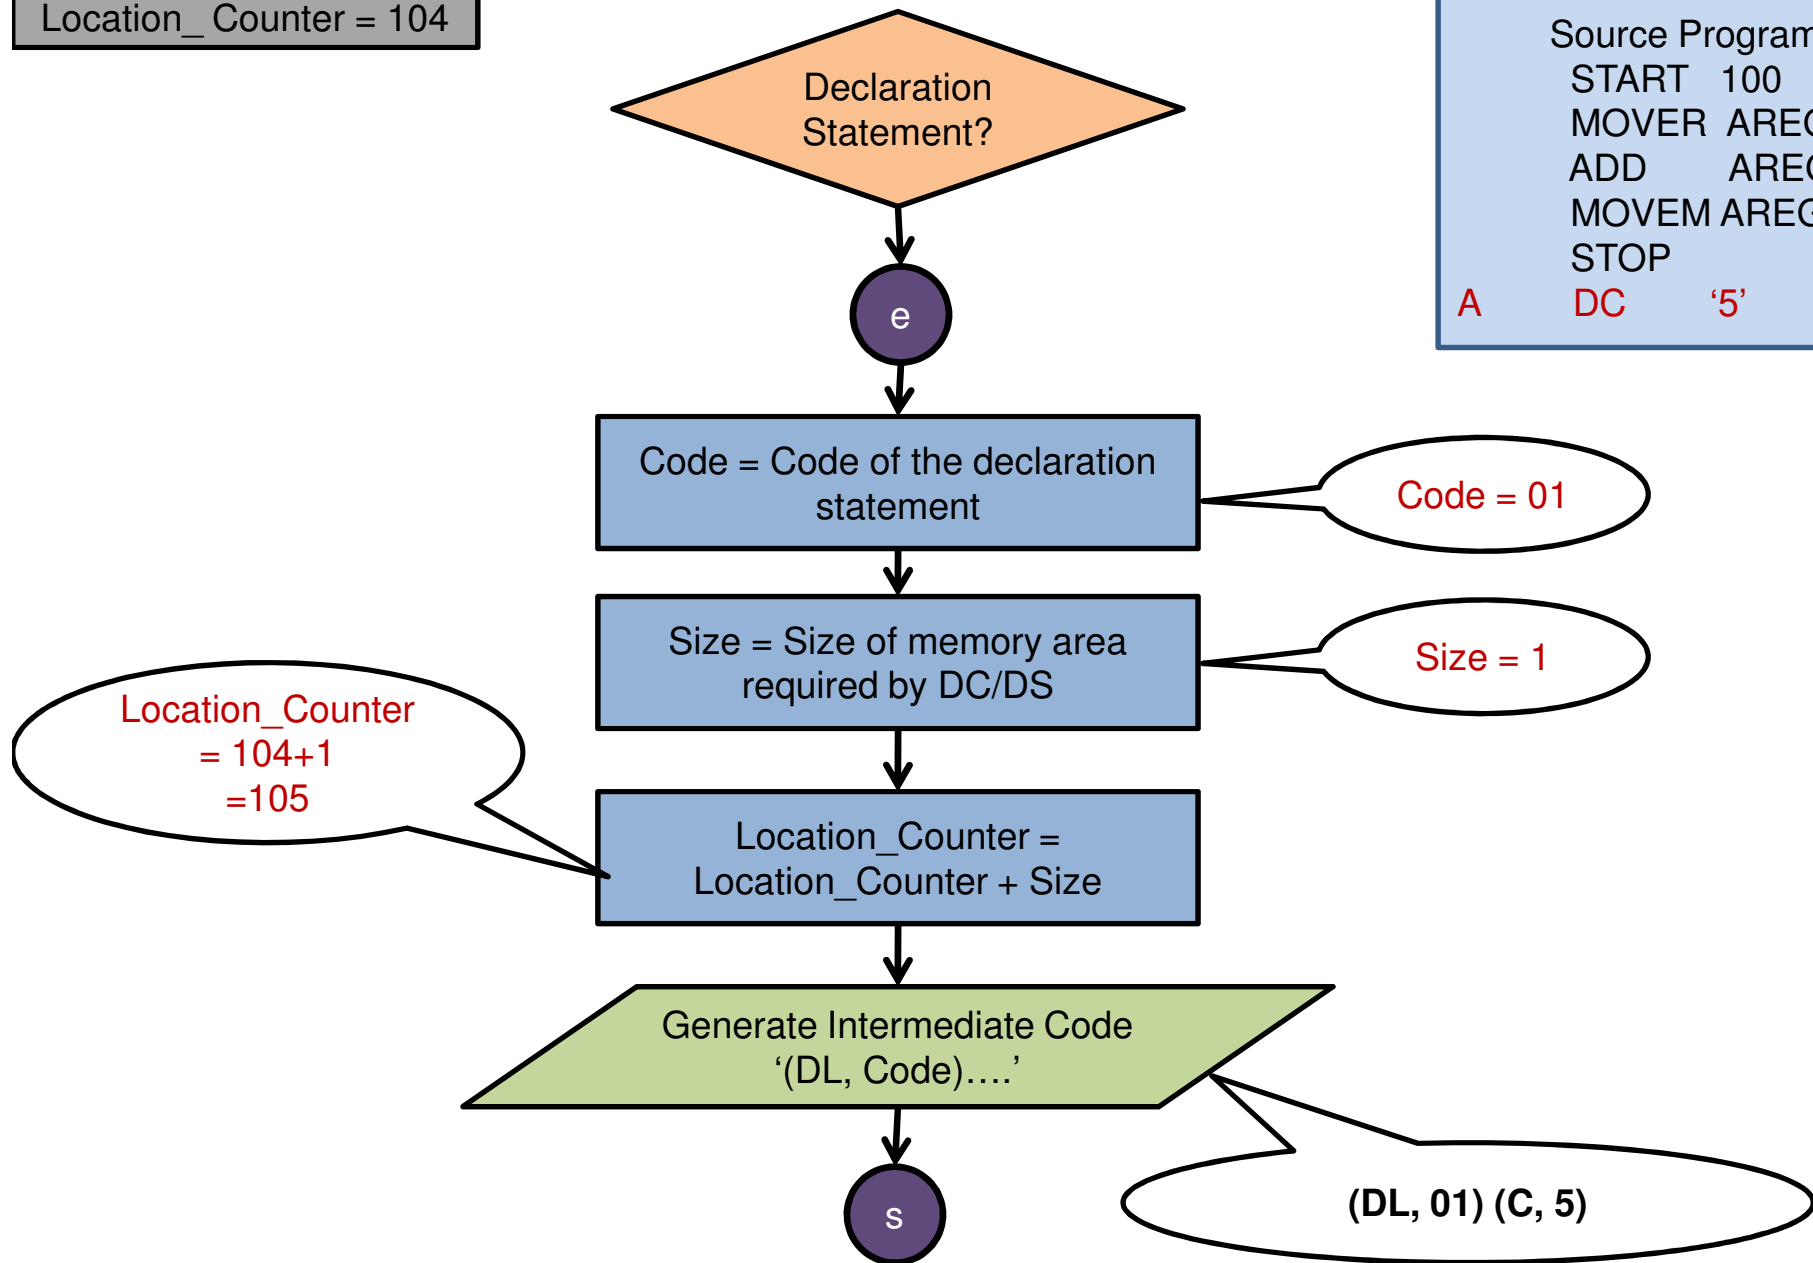 Location_ Counter = 104
Declaration
Statement?
Source Program
START 100
MOVER AREG
ADD AREG
MOVEM AREG
STOP
A DC ‘5’
e
Code = Code of the declaration
statement
Code = 01
Size = Size of memory area
required by DC/DS
Size = 1
Location_Counter
= 104+1
=105
Location_Counter =
Location_Counter + Size
Generate Intermediate Code
‘(DL, Code)….’
(DL, 01) (C, 5)
s